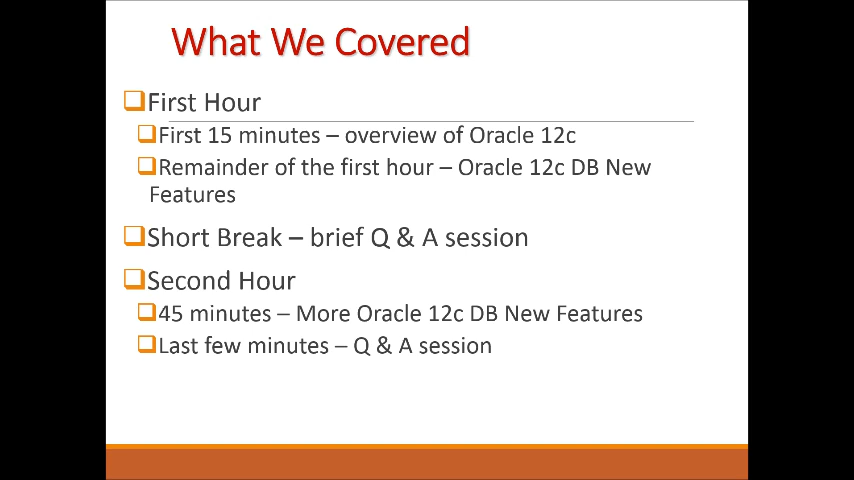 What We Covered
First Hour
First 15 minutes – overview of Oracle 12c
Remainder of the first hour – Oracle 12c DB New
Features
Short Break – brief Q & A session
Second Hour
45 minutes – More Oracle 12c DB New Features
Last few minutes – Q & A session